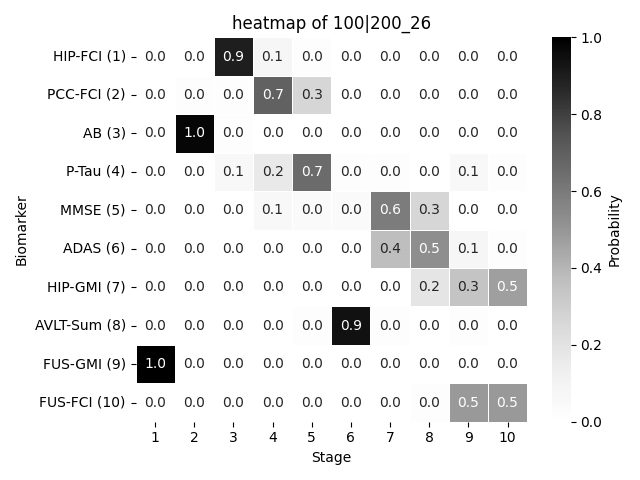 heatmap of 100|200_26
HIP-FCI (1) 0.0 0.0 0.9 0.1 0.0 0.0 0.0 0.0 0.0 0.0
PCC-FCI (2) 0.0 0.0 0.0 0.7 0.3 0.0 0.0 0.0 0.0 0.0
AB (3) 0.0 1.0 0.0 0.0 0.0 0.0 0.0 0.0 0.0 0.0
P-Tau (4) 0.0 0.0 0.1 0.2 0.7 0.0 0.0 0.0 0.1 0.0
MMSE (5) 0.0 0.0 0.0 0.1 0.0 0.0 0.6 0.3 0.0 0.0
ADAS (6) 0.0 0.0 0.0 0.0 0.0 0.0 0.4 0.5 0.1 0.0
HIP-GMI (7) 0.0 0.0 0.0 0.0 0.0 0.0 0.0 0.2 0.3 0.5
AVLT-Sum (8) 0.0 0.0 0.0 0.0 0.0 0.9 0.0 0.0 0.0 0.0
FUS-GMI (9) 1.0 0.0 0.0 0.0 0.0 0.0 0.0 0.0 0.0 0.0
FUS-FCI (10) 0.0 0.0 0.0 0.0 0.0 0.0 0.0 0.0 0.5 0.5
1 2 3 4 5 6 7 8 9 10
Stage
Biomarker
1.0
0.8
0.6
0.4
0.2
0.0
Probability